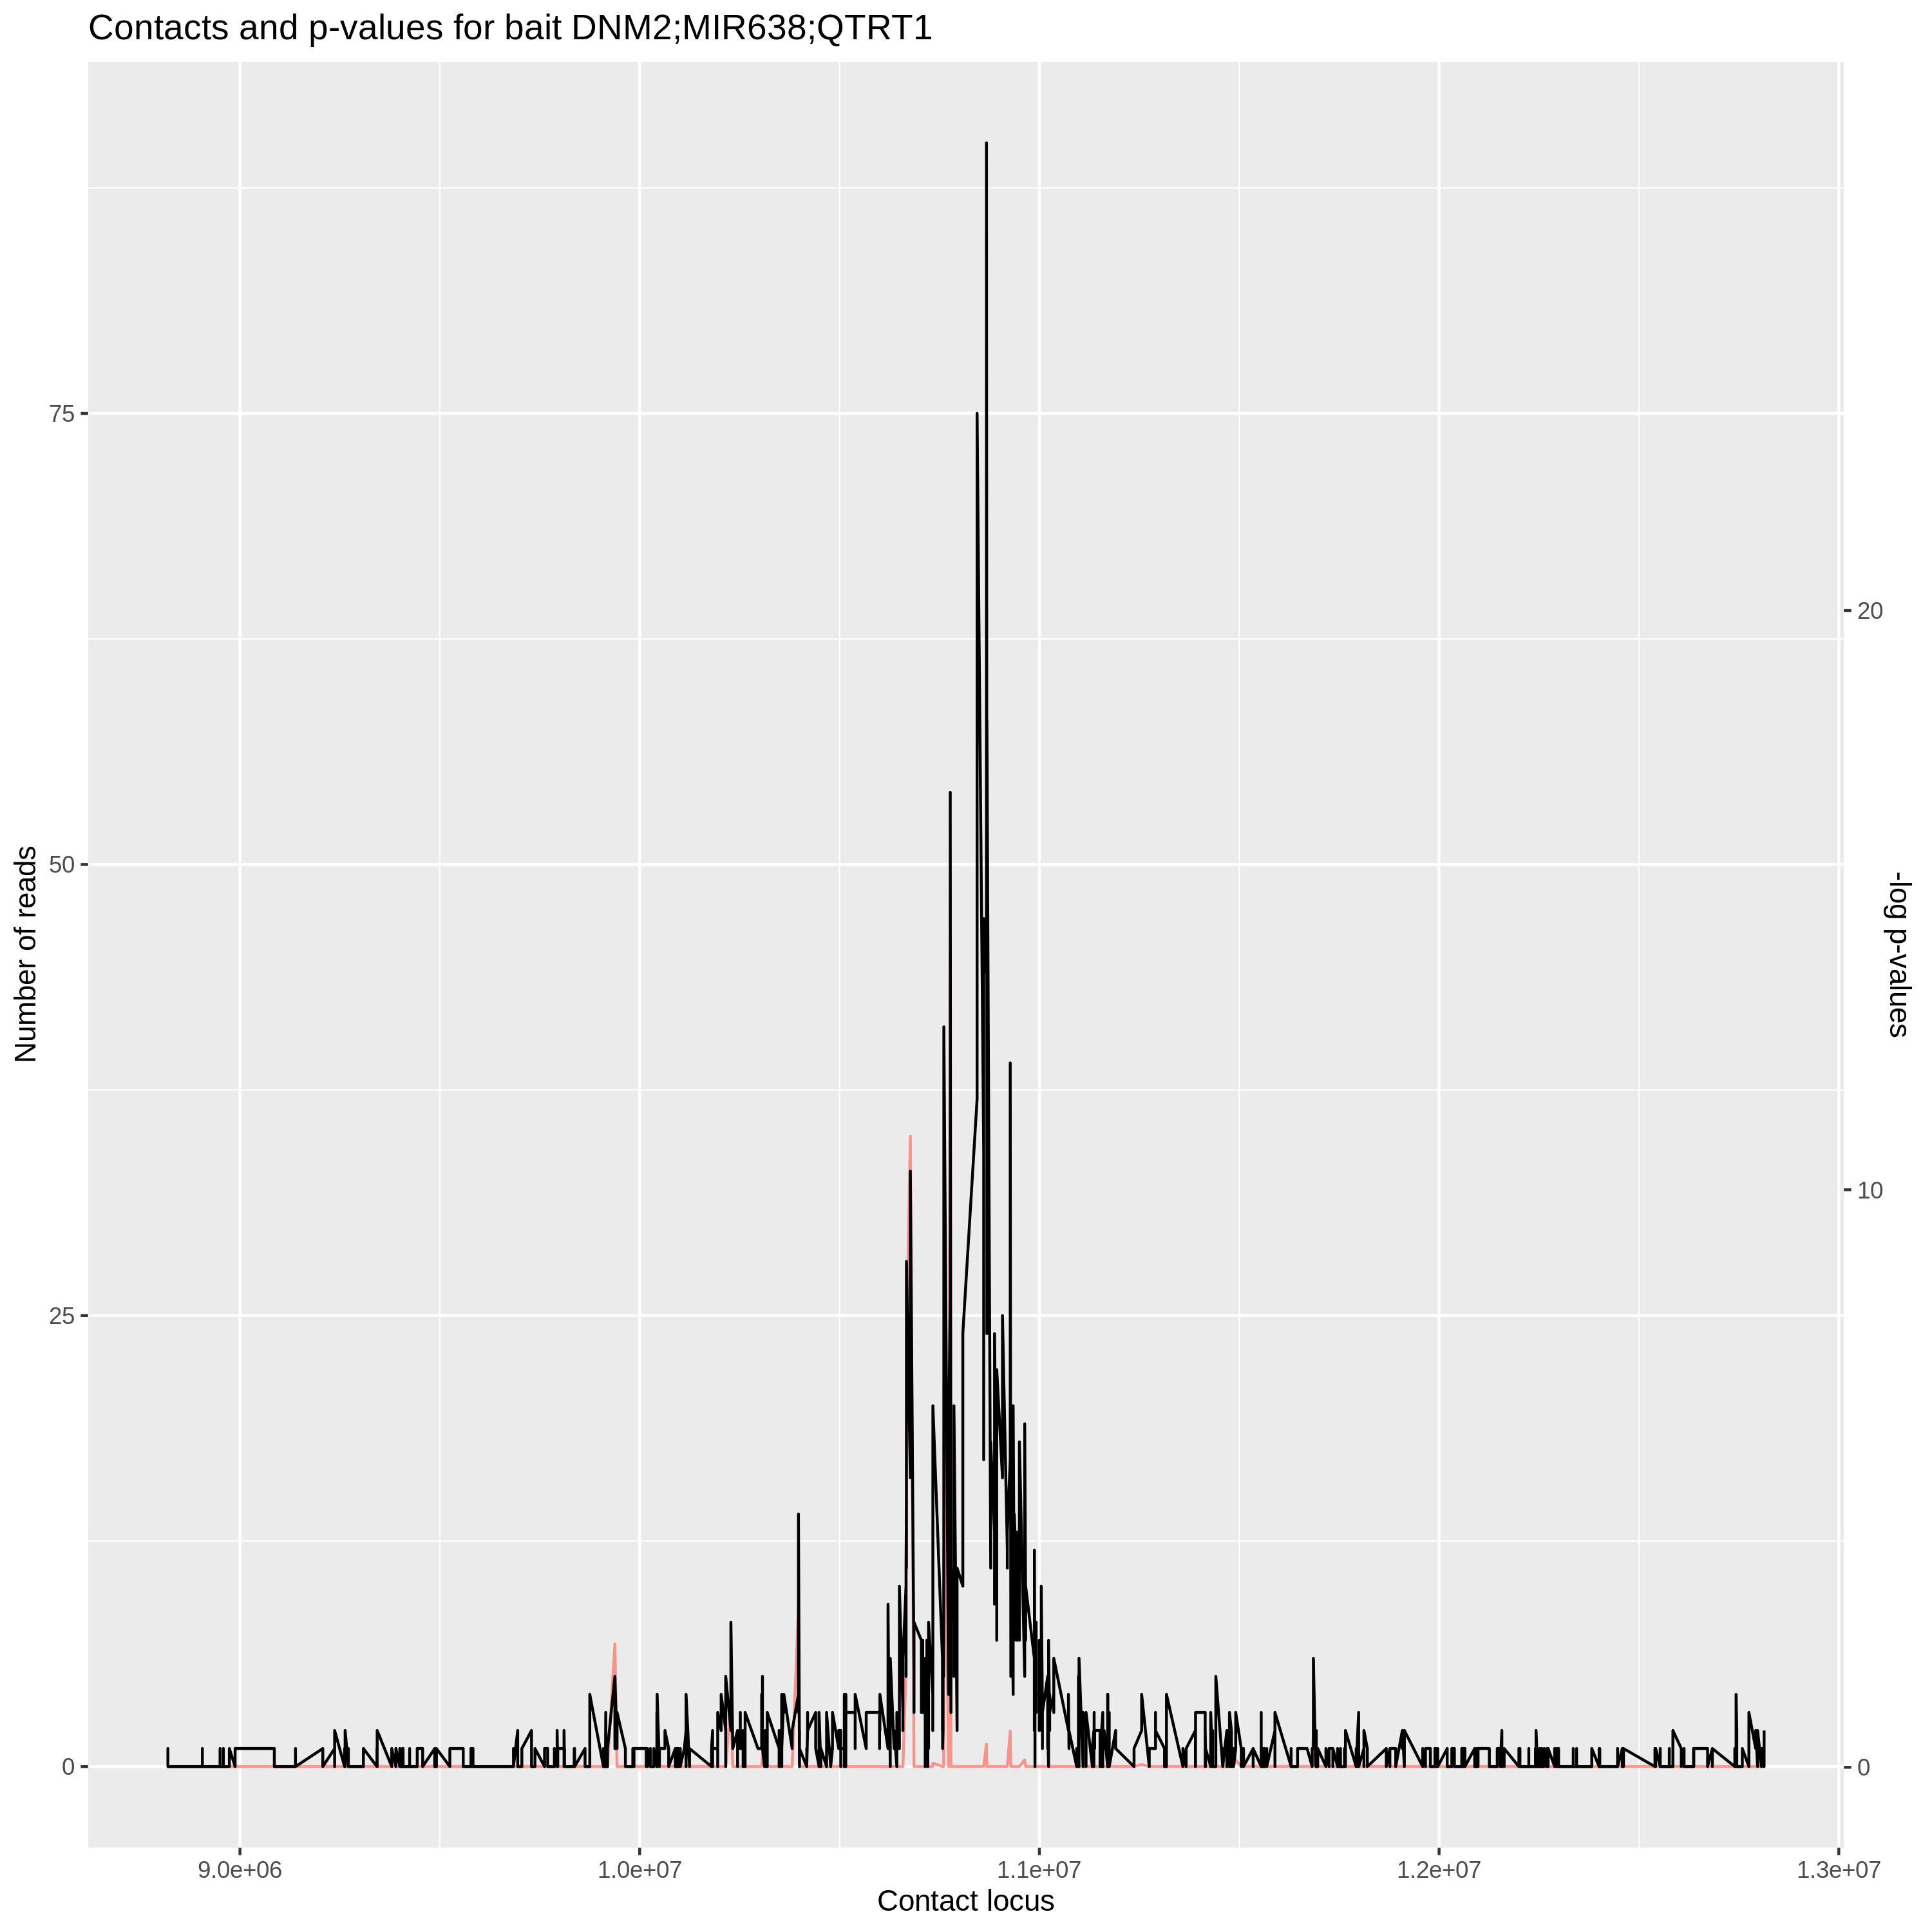 Contacts and p-values for bait DNM2;MIR638;QTRT1
75
50
25
0
Number of reads
20
10
0
-log p-values
9.0e+06
1.0e+07
1.1e+07
1.2e+07
1.3e+07
Contact locus